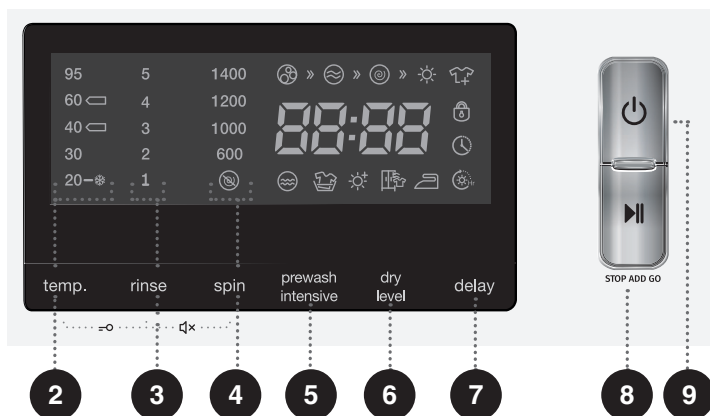 95 5 1400
60 4 1200
40 3 1000
30 2 600
20 1
88:88
temp. rinse spin prewash intensive dry level delay
STOP ADD GO
2 3 4 5 6 7 8 9